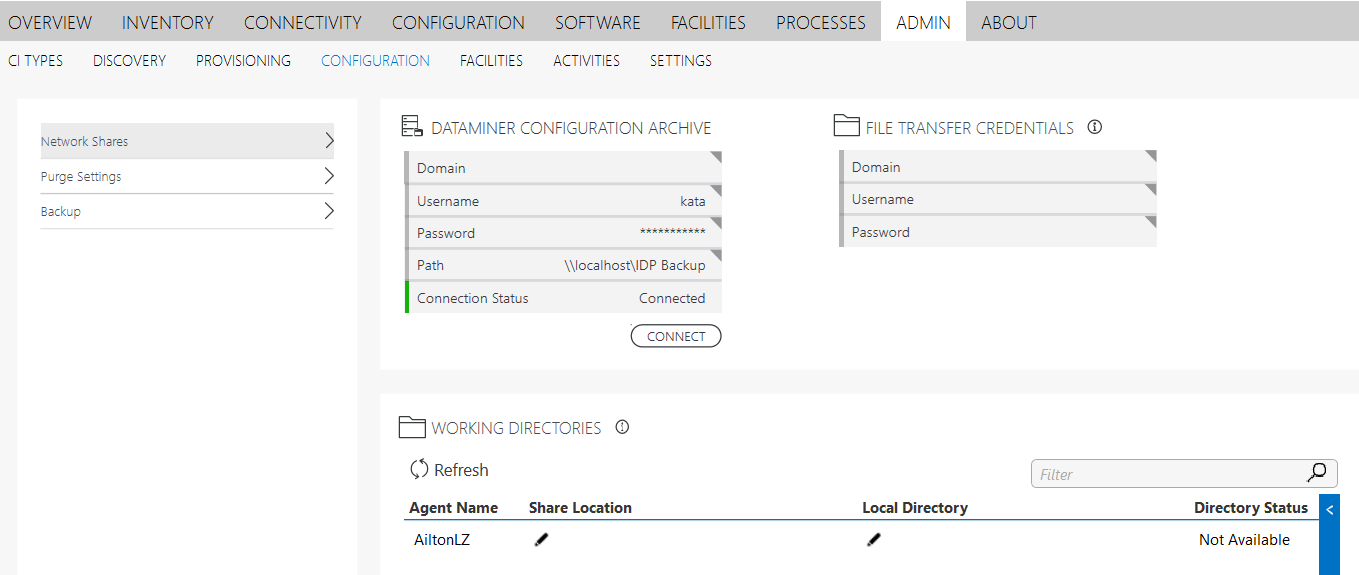 OVERVIEW INVENTORY CONNECTIVITY CONFIGURATION SOFTWARE FACILITIES PROCESSES ADMIN ABOUT
CI TYPES DISCOVERY PROVISIONING CONFIGURATION FACILITIES ACTIVITIES SETTINGS
Network Shares
Purge Settings
Backup
DATAMINER CONFIGURATION ARCHIVE
Domain
Username kata
Password ***********
Path \\localhost\IDP Backup
Connection Status Connected
CONNECT
FILE TRANSFER CREDENTIALS
Domain
Username
Password
WORKING DIRECTORIES
Refresh
Filter
Agent Name Share Location Local Directory Directory Status
AiltonLZ Not Available